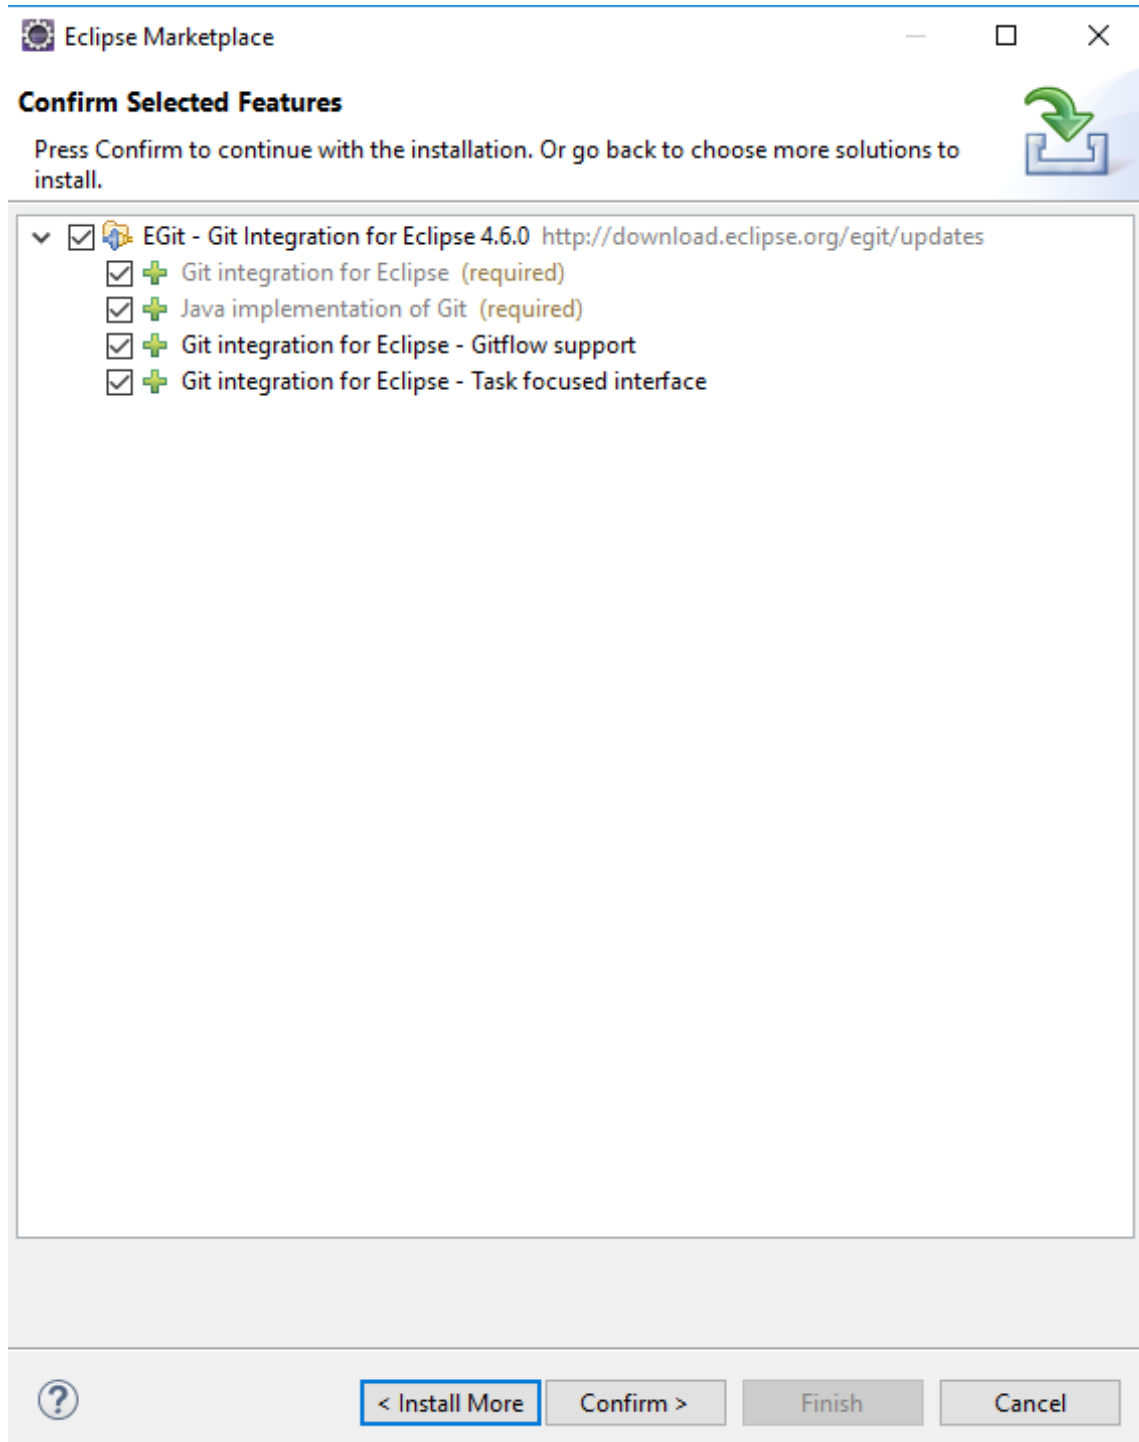 Eclipse Marketplace
Confirm Selected Features
Press Confirm to continue with the installation. Or go back to choose more solutions to
install.
EGit - Git Integration for Eclipse 4.6.0 http://download.eclipse.org/egit/updates
Git integration for Eclipse (required)
Java implementation of Git (required)
Git integration for Eclipse - Gitflow support
Git integration for Eclipse - Task focused interface
?
< Install More
Confirm >
Finish
Cancel